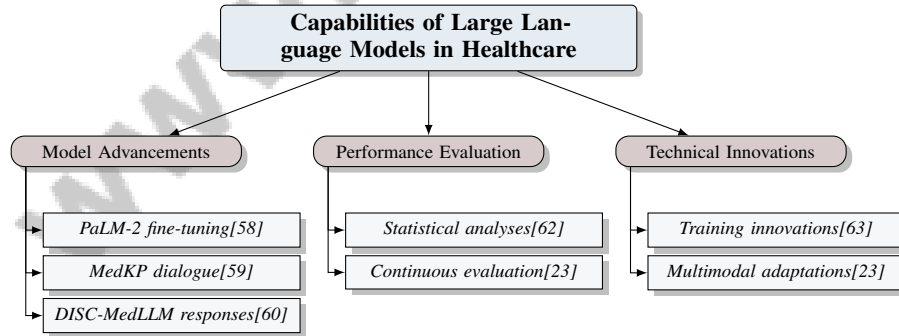 Capabilities of Large Lan-
guage Models in Healthcare
Model Advancements
Performance Evaluation
Technical Innovations
PaLM-2 fine-tuning[58]
MedKP dialogue[59]
DISC-MedLLM responses[60]
Statistical analyses[62]
Continuous evaluation[23]
Training innovations[63]
Multimodal adaptations[23]
www